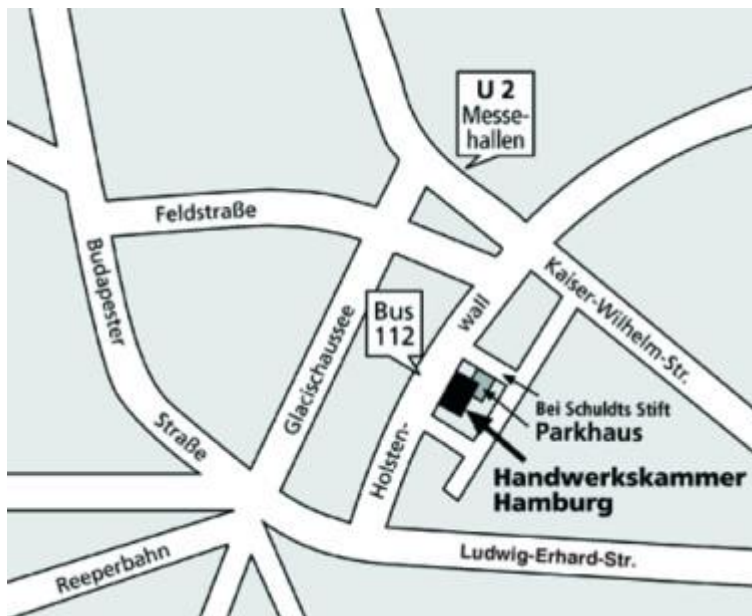 U 2
Messe-
hallen
Feldstraße
Budapester
Straße
Glacischaussee
Bus
112
Holsten-
wall
Kaiser-Wilhelm-Str.
Bei Schuldts Stift
Parkhaus
Handwerkskammer
Hamburg
Ludwig-Erhard-Str.
Reeperbahn